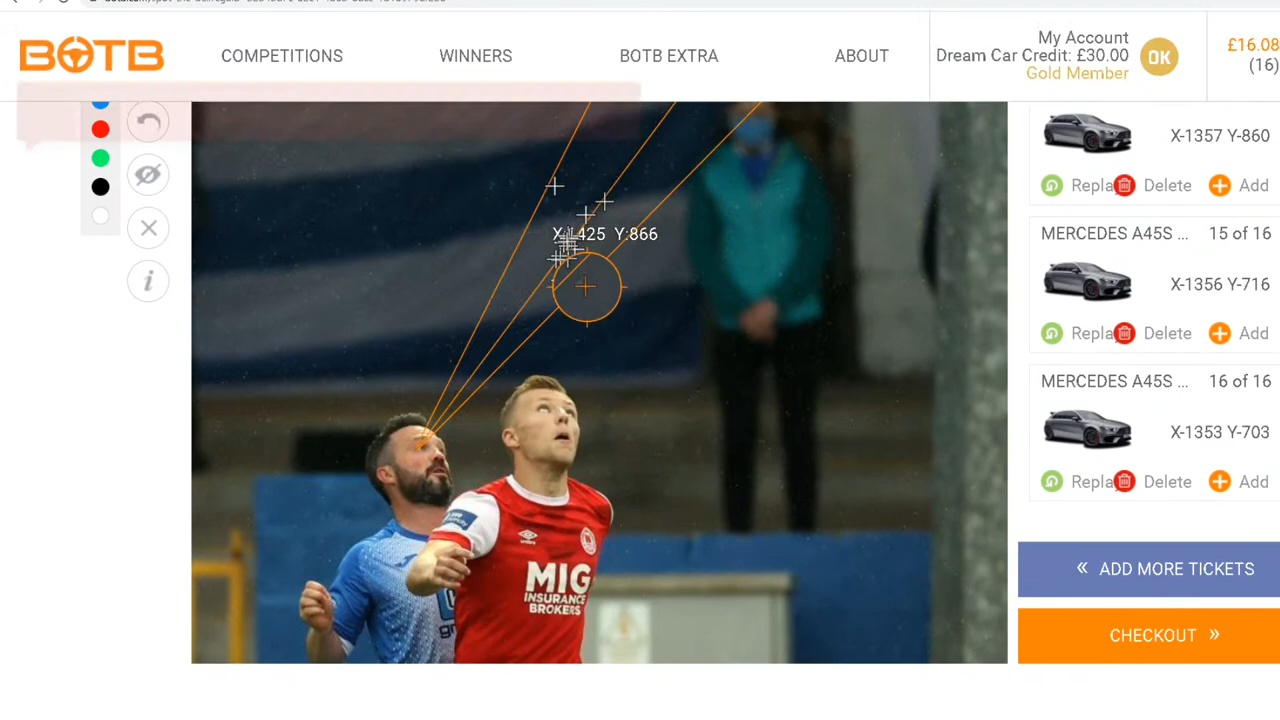 BOTB
COMPETITIONS
WINNERS
BOTB EXTRA
ABOUT
My Account
Dream Car Credit: £30.00
Gold Member
OK
£16.08
(16)
X-1357 Y-860
Repla
Delete
Add
MERCEDES A45S ...
15 of 16
X-1356 Y-716
Repla
Delete
Add
MERCEDES A45S ...
16 of 16
X-1353 Y-703
Repla
Delete
Add
« ADD MORE TICKETS
CHECKOUT »
X:1425 Y:866
MIG
INSURANCE
BROKERS
i